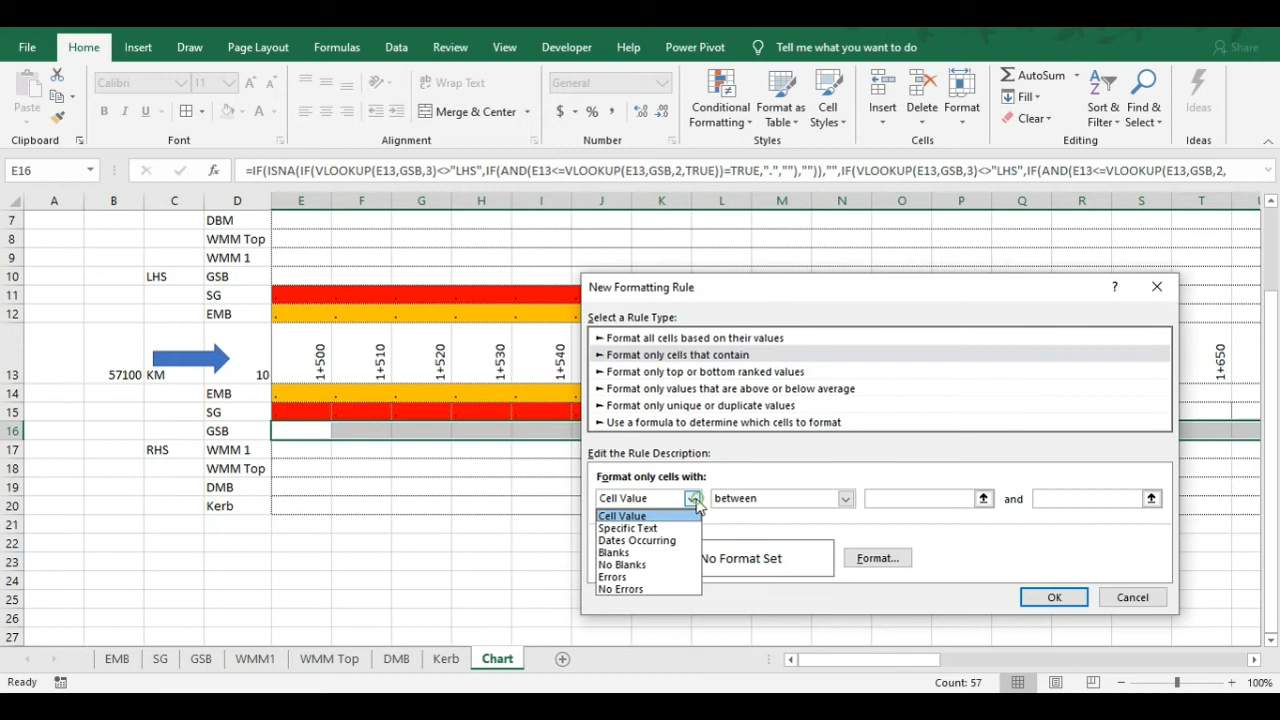 File Home Insert Draw Page Layout Formulas Data Review View Developer Help Power Pivot Tell me what you want to do Share
Paste Calibri 11 A A Wrap Text General Conditional Format as Cell Insert Delete Format AutoSum Sort & Find & Ideas
B I U A Merge & Center $ % , Formatting Table Styles Fill Clear Filter Select
Clipboard Font Alignment Number Styles Cells Editing Ideas
E16 fx =IF(ISNA(IF(VLOOKUP(E13,GSB,3)<>"LHS",IF(AND(E13<=VLOOKUP(E13,GSB,2,TRUE))=TRUE,".",""),"")),"",IF(VLOOKUP(E13,GSB,3)<>"LHS",IF(AND(E13<=VLOOKUP(E13,GSB,2,
A B C D E F G H I J K L M N O P Q R S T
7 DBM
8 WMM Top
9 WMM 1
10 LHS GSB
11 SG . . . . .
12 EMB . . . . .
13 57100 KM 10 1+500 1+510 1+520 1+530 1+540 1+650
14 EMB . . . . .
15 SG . . . . .
16 GSB
17 RHS WMM 1
18 WMM Top
19 DMB
20 Kerb
21
22
23
24
25
26
27
New Formatting Rule ?
Select a Rule Type:
► Format all cells based on their values
► Format only cells that contain
► Format only top or bottom ranked values
► Format only values that are above or below average
► Format only unique or duplicate values
► Use a formula to determine which cells to format
Edit the Rule Description:
Format only cells with:
Cell Value between and
Cell Value
Specific Text
Dates Occurring
Blanks
No Blanks
Errors
No Errors
No Format Set Format...
OK Cancel
EMB SG GSB WMM1 WMM Top DMB Kerb Chart
Ready Count: 57 100%